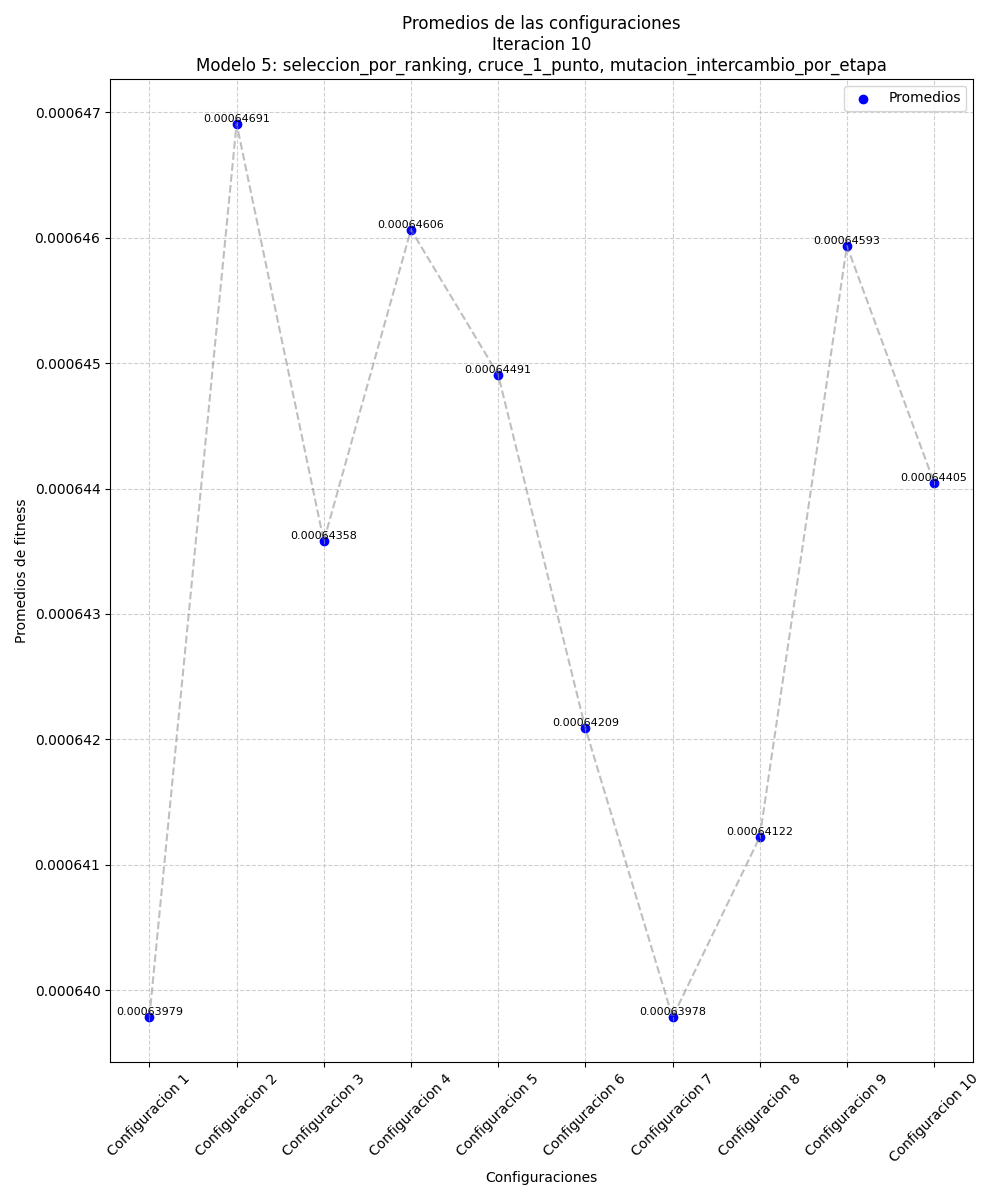 Promedios de las configuraciones
Iteracion 10
Modelo 5: seleccion_por_ranking, cruce_1_punto, mutacion_intercambio_por_etapa
Promedios
0.000647
0.000646
0.000645
0.000644
0.000643
0.000642
0.000641
0.000640
Promedios de fitness
0.00063979
0.00064691
0.00064358
0.00064606
0.00064491
0.00064209
0.00063978
0.00064122
0.00064593
0.00064405
Configuracion 1
Configuracion 2
Configuracion 3
Configuracion 4
Configuracion 5
Configuracion 6
Configuracion 7
Configuracion 8
Configuracion 9
Configuracion 10
Configuraciones